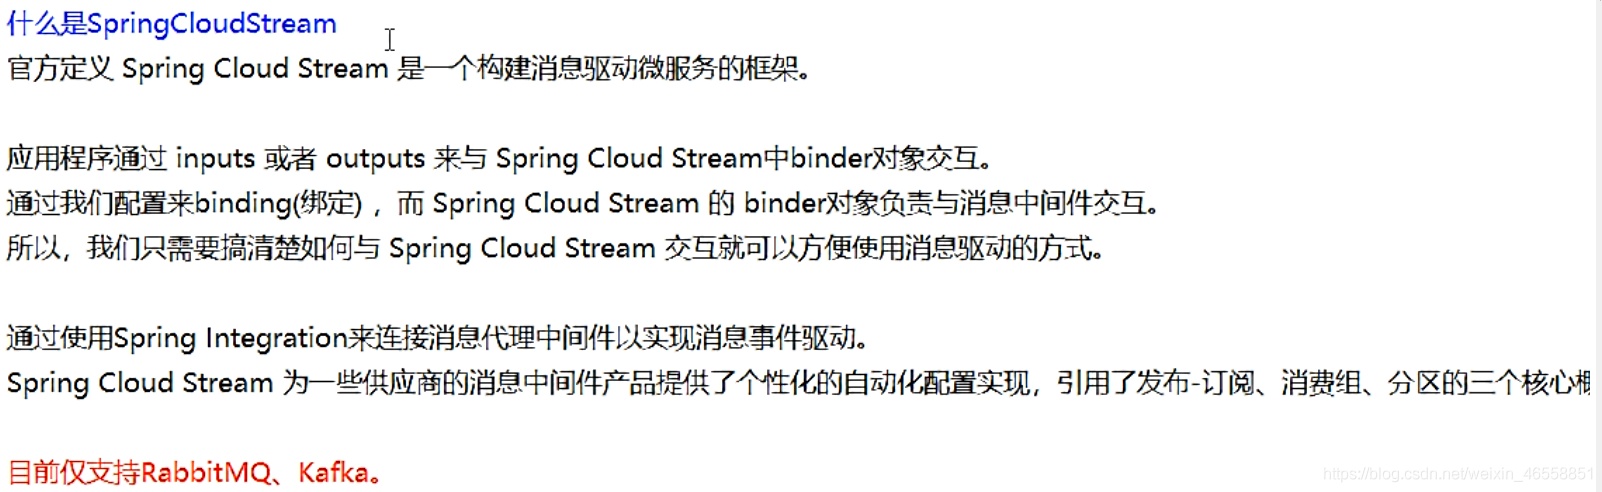 什么是SpringCloudStream
官方定义 Spring Cloud Stream 是一个构建消息驱动微服务的框架。
应用程序通过 inputs 或者 outputs 来与 Spring Cloud Stream中binder对象交互。
通过我们配置来binding(绑定) ，而 Spring Cloud Stream 的 binder对象负责与消息中间件交互。
所以，我们只需要搞清楚如何与 Spring Cloud Stream 交互就可以方便使用消息驱动的方式。
通过使用Spring Integration来连接消息代理中间件以实现消息事件驱动。
Spring Cloud Stream 为一些供应商的消息中间件产品提供了个性化的自动化配置实现，引用了发布-订阅、消费组、分区的三个核心
目前仅支持RabbitMQ、Kafka。
https://blog.csdn.net/weixin_46558851